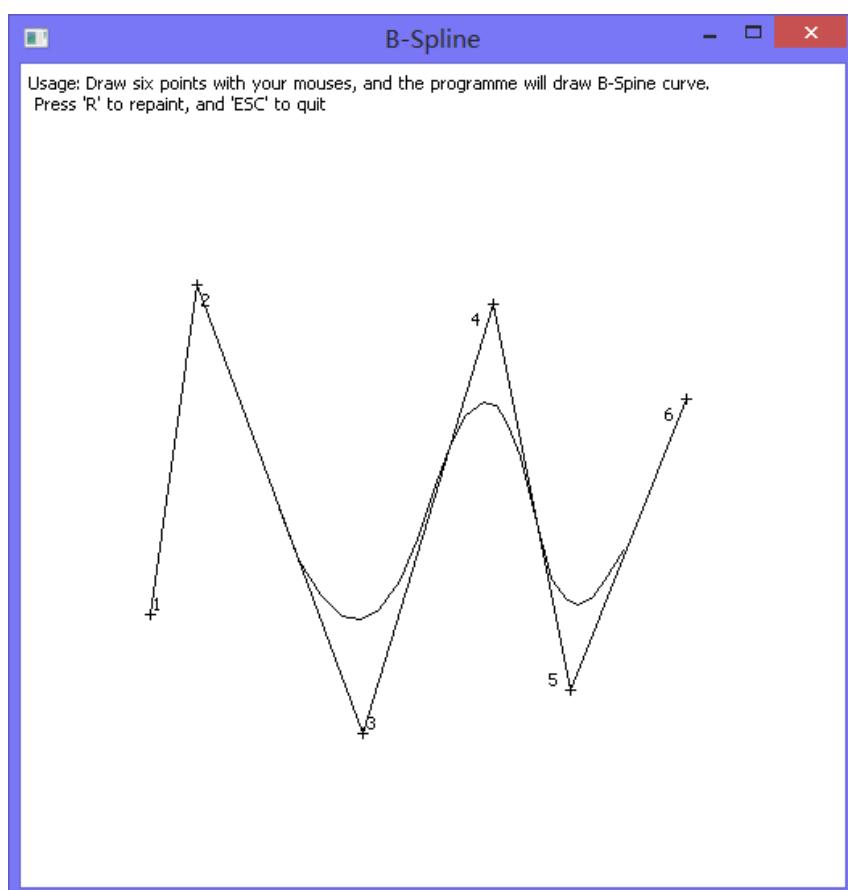 B-Spline
Usage: Draw six points with your mouses, and the programme will draw B-Spine curve.
Press 'R' to repaint, and 'ESC' to quit
2
4
6
1
5
3